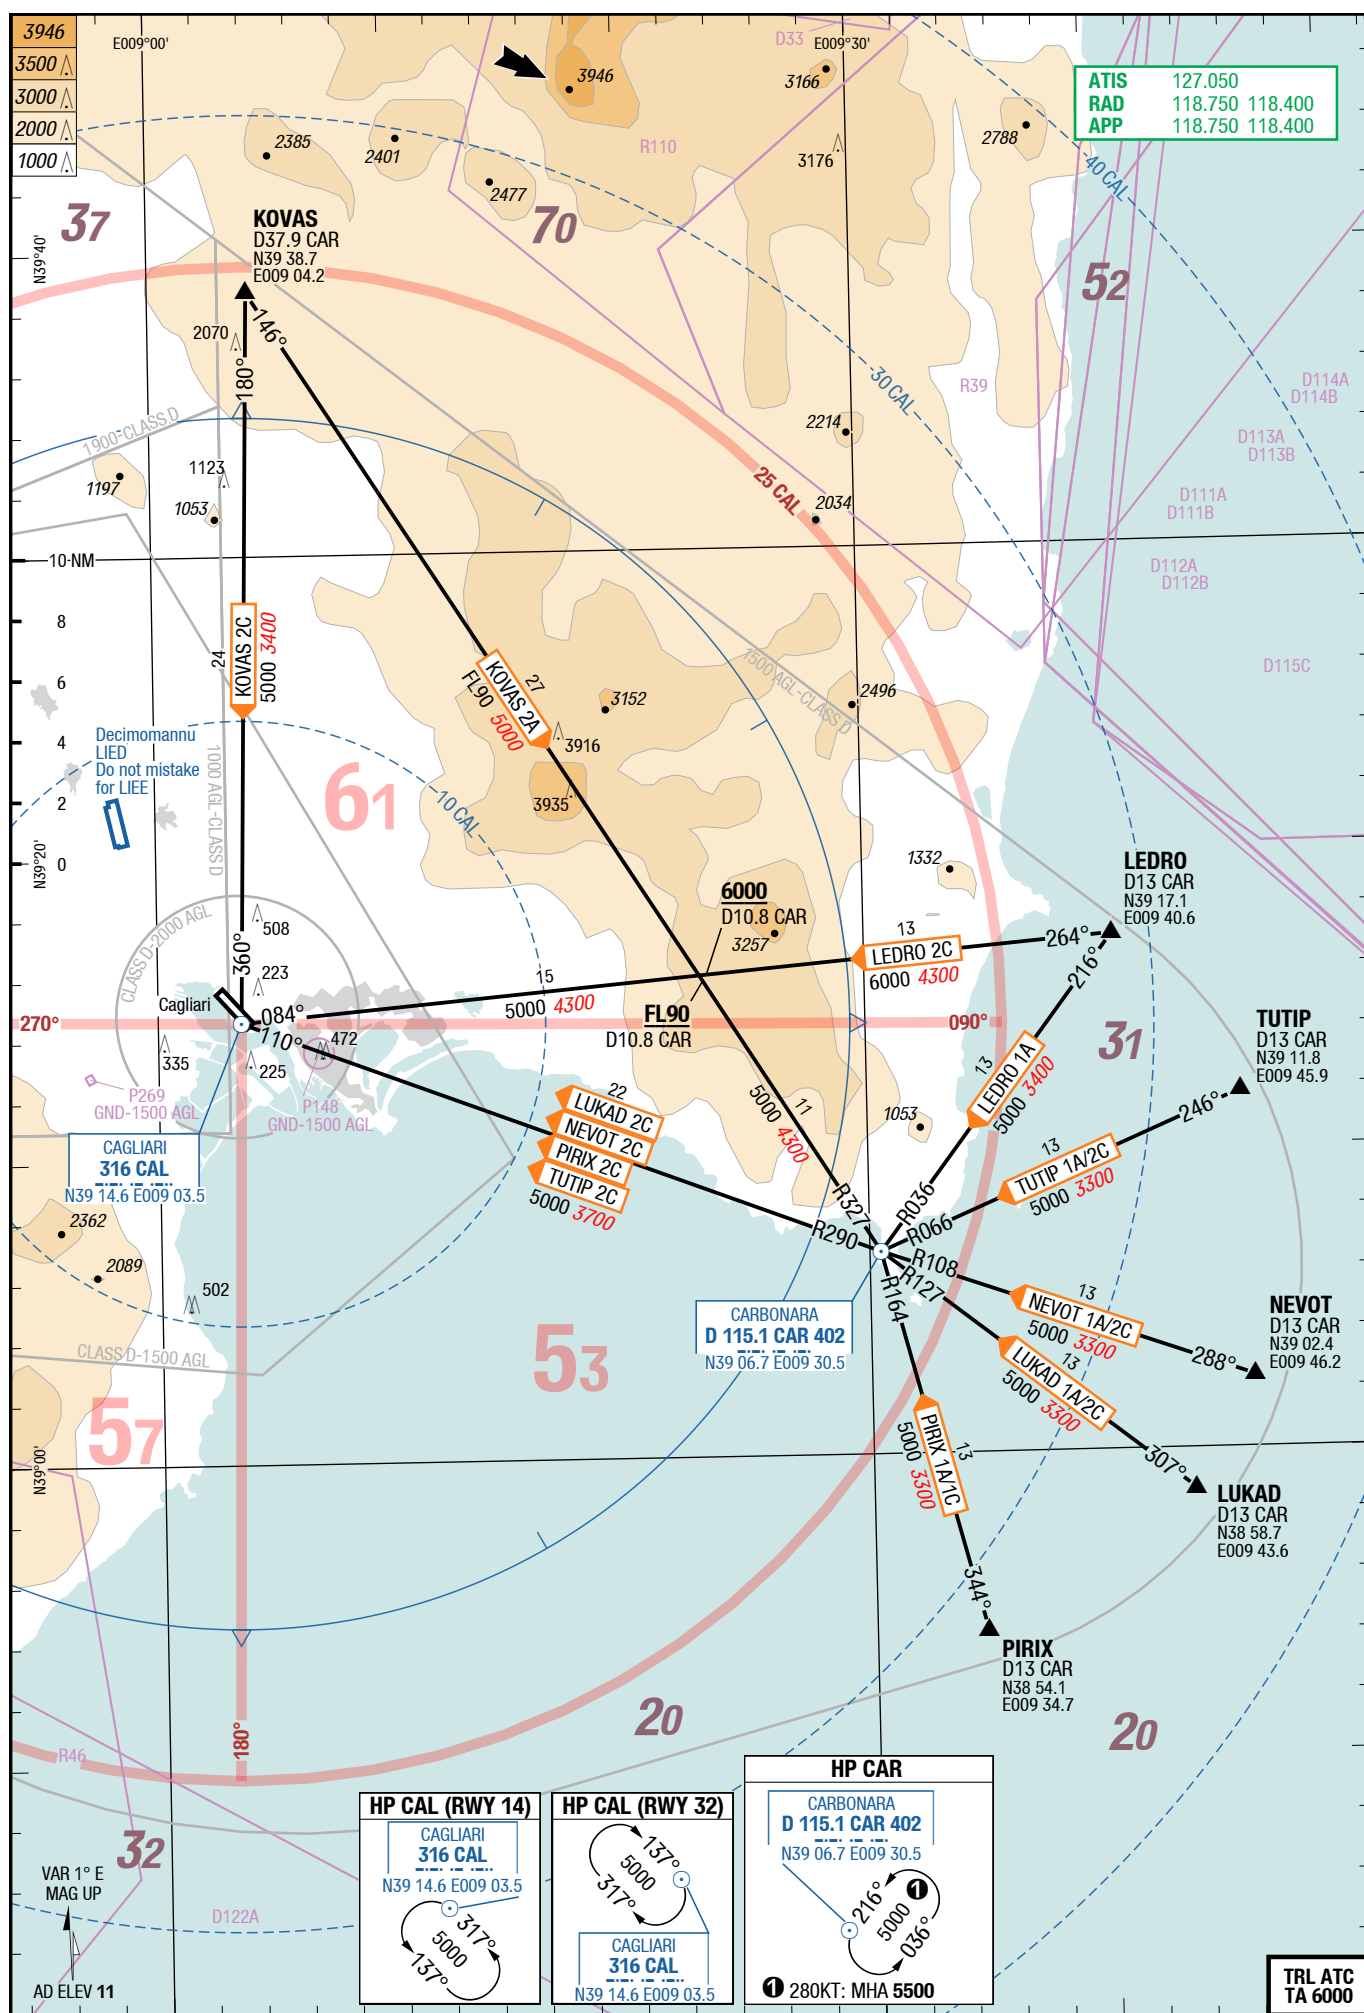 3946
3500
3000
2000
1000
E009°00'
E009°30'
D33
3946
3166
ATIS 127.050
RAD 118.750 118.400
APP 118.750 118.400
2385
2401
2477
R110
3176
2788
40 CAL
37
70
52
N39°40'
KOVAS
D37.9 CAR
N39 38.7
E009 04.2
2070
146°
180°
30 CAL
R39
D114A
D114B
1900-CLASS D
2214
D113A
D113B
1197
1123
1053
25 CAL
2034
D111A
D111B
10 NM
D112A
D112B
8
6
4
2
0
N39°20'
24
KOVAS 2C
5000 3400
27
KOVAS 2A
FL90 5000
1500 AGL-CLASS D
D115C
3152
2496
3916
3935
Decimomannu
LIED
Do not mistake
for LIEE
1000 AGL-CLASS D
61
10 CAL
1332
LEDRO
D13 CAR
N39 17.1
E009 40.6
6000
D10.8 CAR
3257
CLASS D-2000 AGL
508
360°
223
13
LEDRO 2C
6000 4300
264°
216°
Cagliari
084°
15
5000 4300
FL90
D10.8 CAR
270°
090°
110°
472
335
225
31
TUTIP
D13 CAR
N39 11.8
E009 45.9
246°
P269
GND-1500 AGL
P148
GND-1500 AGL
13
LEDRO 1A
5000 3400
22
LUKAD 2C
NEVOT 2C
PIRIX 2C
TUTIP 2C
5000 3700
11
5000 4300
1053
13
TUTIP 1A/2C
5000 3300
CAGLIARI
316 CAL
N39 14.6 E009 03.5
R327
R036
R066
R290
R108
R127
R164
2362
2089
502
CARBONARA
D 115.1 CAR 402
N39 06.7 E009 30.5
13
NEVOT 1A/2C
5000 3300
288°
NEVOT
D13 CAR
N39 02.4
E009 46.2
CLASS D-1500 AGL
53
57
13
LUKAD 1A/2C
5000 3300
307°
N39°00'
13
PIRIX 1A/1C
5000 3300
LUKAD
D13 CAR
N38 58.7
E009 43.6
344°
PIRIX
D13 CAR
N38 54.1
E009 34.7
20
20
180°
R46
32
VAR 1° E
MAG UP
D122A
AD ELEV 11
HP CAL (RWY 14)
CAGLIARI
316 CAL
N39 14.6 E009 03.5
317°
5000
137°
HP CAL (RWY 32)
137°
5000
317°
CAGLIARI
316 CAL
N39 14.6 E009 03.5
HP CAR
CARBONARA
D 115.1 CAR 402
N39 06.7 E009 30.5
216°
5000 1
036°
1 280KT: MHA 5500
TRL ATC
TA 6000